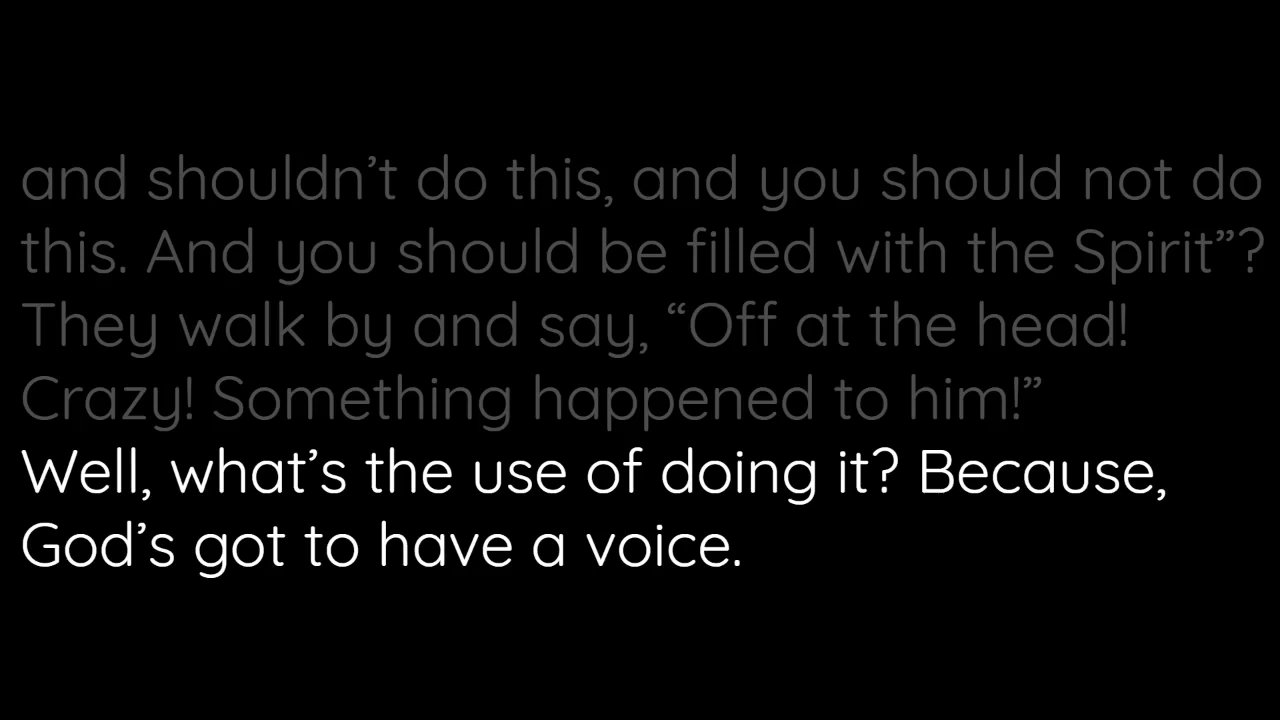 and shouldn’t do this, and you should not do
this. And you should be filled with the Spirit”?
They walk by and say, “Off at the head!
Crazy! Something happened to him!”
Well, what’s the use of doing it? Because,
God’s got to have a voice.